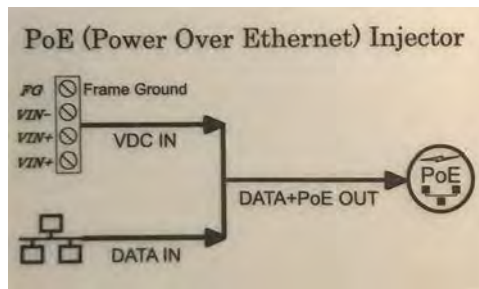 PoE (Power Over Ethernet) Injector
FG Frame Ground
VIN-
VIN+
VIN+
VDC IN
DATA+PoE OUT
PoE
DATA IN